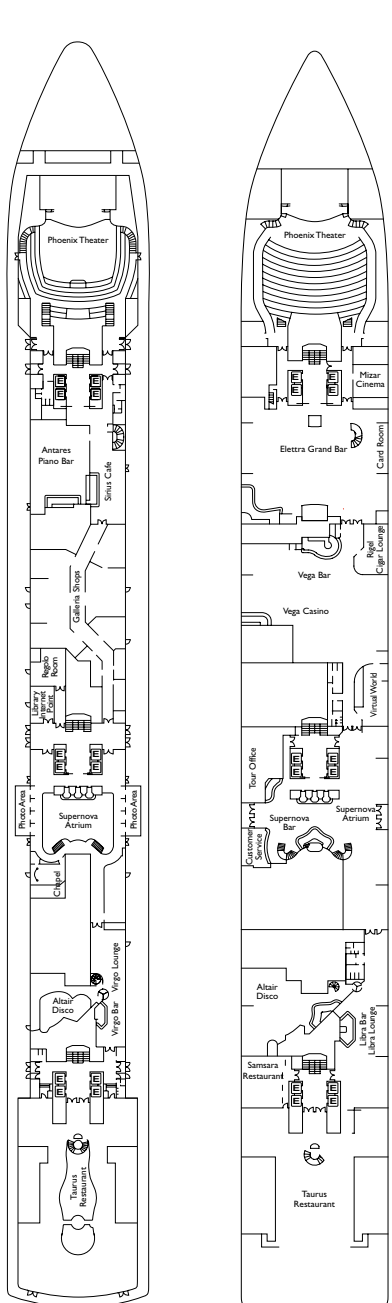 Phoenix Theater
Antares
Piano Bar
Sirius Cafe
Galleria Shops
Regolo
Room
Library
Internet
Point
Photo Area
Photo Area
Supernova
Atrium
Chapel
Virgo Lounge
Altair
Disco
Virgo Bar
Taurus
Restaurant
Phoenix Theater
Mizar
Cinema
Elettra Grand Bar
Card Room
Rigel
Cigar Lounge
Vega Bar
Vega Casino
Virtual World
Tour Office
Supernova
Bar
Supernova
Atrium
Customer
Service
Altair
Disco
Libra Bar
Libra Lounge
Samsara
Restaurant
Taurus
Restaurant